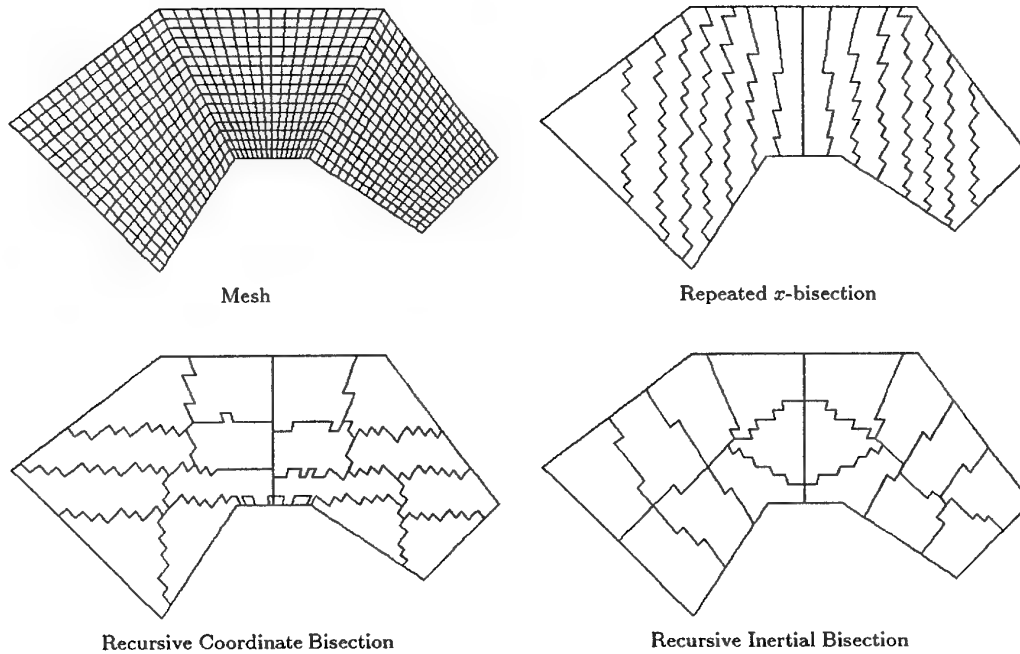 Mesh
Repeated x-bisection
Recursive Coordinate Bisection
Recursive Inertial Bisection